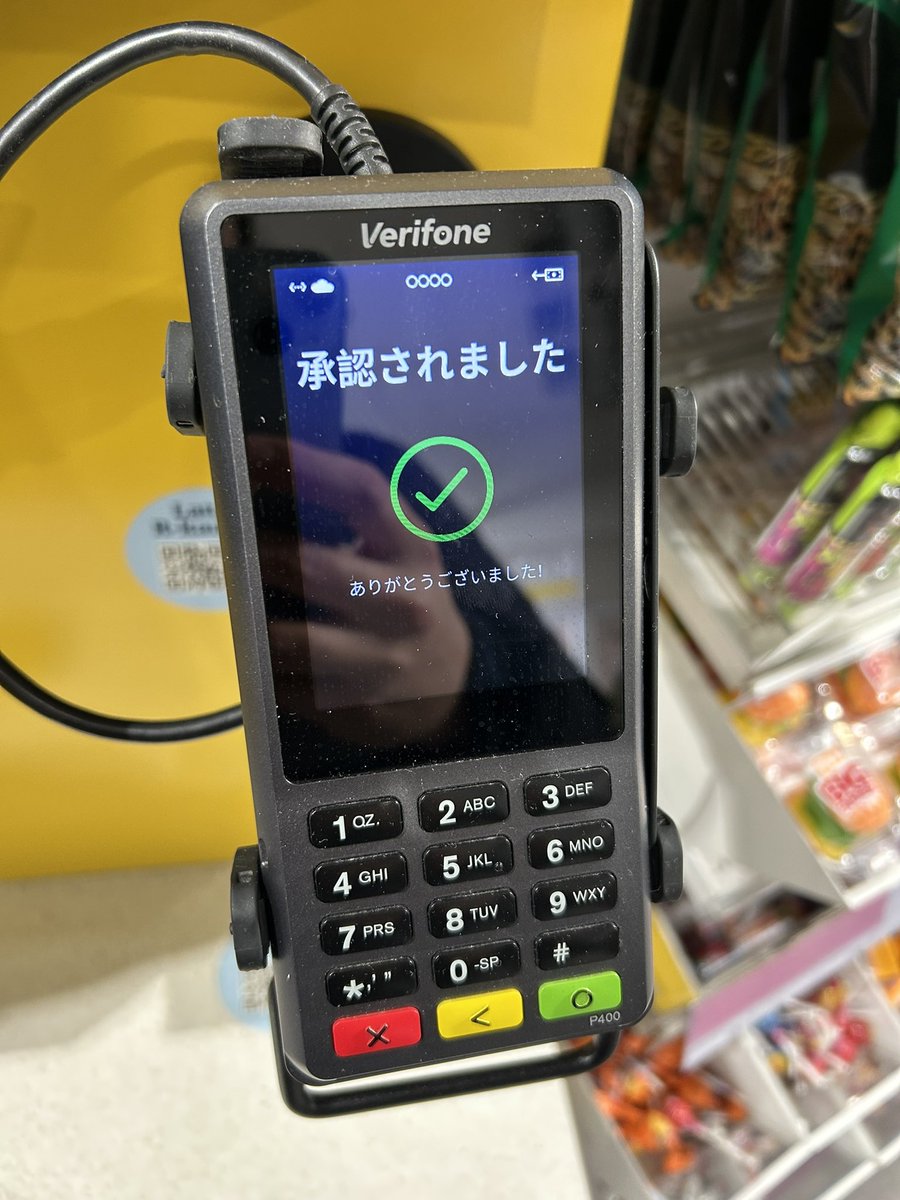 Verifone
承認されました
ありがとうございました!
1 QZ.
2 ABC
3 DEF
4 GHI
5 JKL
6 MNO
7 PRS
8 TUV
9 WXY
*,' "
0 -SP
#
P400